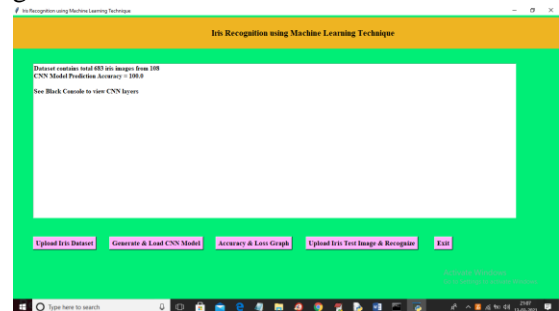 Iris Recognition using Machine Learning Technique
Iris Recognition using Machine Learning Technique
Dataset contains total 683 iris images from 108
CNN Model Prediction Accuracy = 100.0
See Black Console to view CNN layers
Upload Iris Dataset Generate & Load CNN Model Accuracy & Loss Graph Upload Iris Test Image & Recognize Exit
Type here to search 21:07